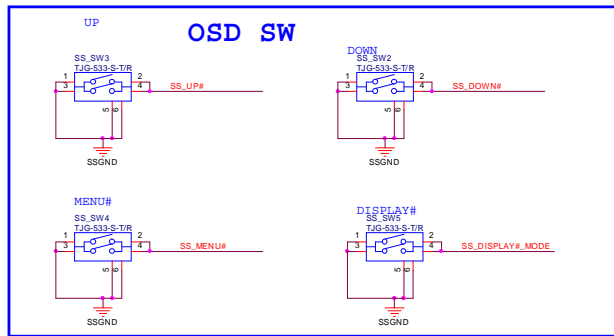 UP
OSD SW
SS_SW3
TJG-533-S-T/R
1
3
2
4
5
6
SS_UP#
SSGND
DOWN
SS_SW2
TJG-533-S-T/R
1
3
2
4
5
6
SS_DOWN#
SSGND
MENU#
SS_SW4
TJG-533-S-T/R
1
3
2
4
5
6
SS_MENU#
SSGND
DISPLAY#
SS_SW5
TJG-533-S-T/R
1
3
2
4
5
6
SS_DISPLAY#_MODE
SSGND